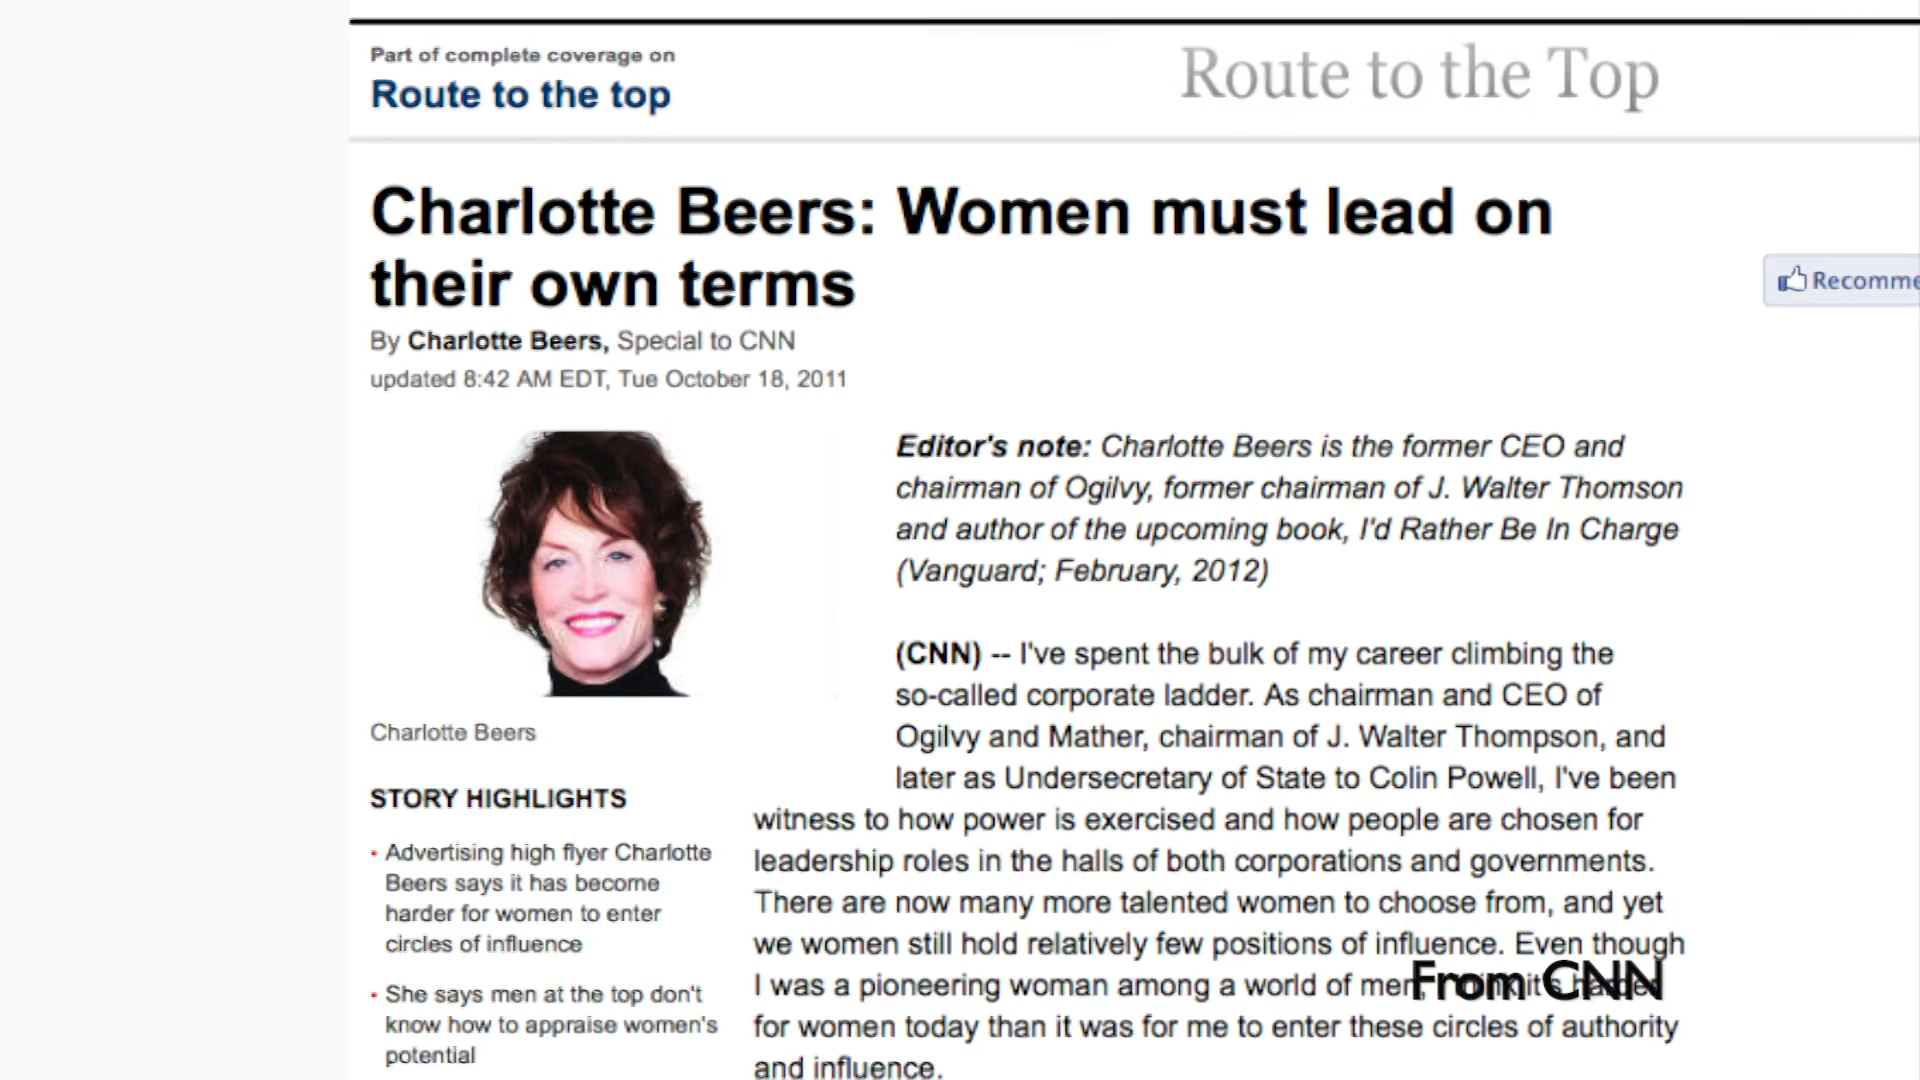 Part of complete coverage on
Route to the top
Route to the Top
Charlotte Beers: Women must lead on
their own terms
Recomme
By Charlotte Beers, Special to CNN
updated 8:42 AM EDT, Tue October 18, 2011
Charlotte Beers
STORY HIGHLIGHTS
• Advertising high flyer Charlotte
Beers says it has become
harder for women to enter
circles of influence
• She says men at the top don't
know how to appraise women's
potential
Editor's note: Charlotte Beers is the former CEO and
chairman of Ogilvy, former chairman of J. Walter Thomson
and author of the upcoming book, I'd Rather Be In Charge
(Vanguard; February, 2012)
(CNN) -- I've spent the bulk of my career climbing the
so-called corporate ladder. As chairman and CEO of
Ogilvy and Mather, chairman of J. Walter Thompson, and
later as Undersecretary of State to Colin Powell, I've been
witness to how power is exercised and how people are chosen for
leadership roles in the halls of both corporations and governments.
There are now many more talented women to choose from, and yet
we women still hold relatively few positions of influence. Even though
I was a pioneering woman among a world of men, I think it's harder
for women today than it was for me to enter these circles of authority
and influence.
From CNN